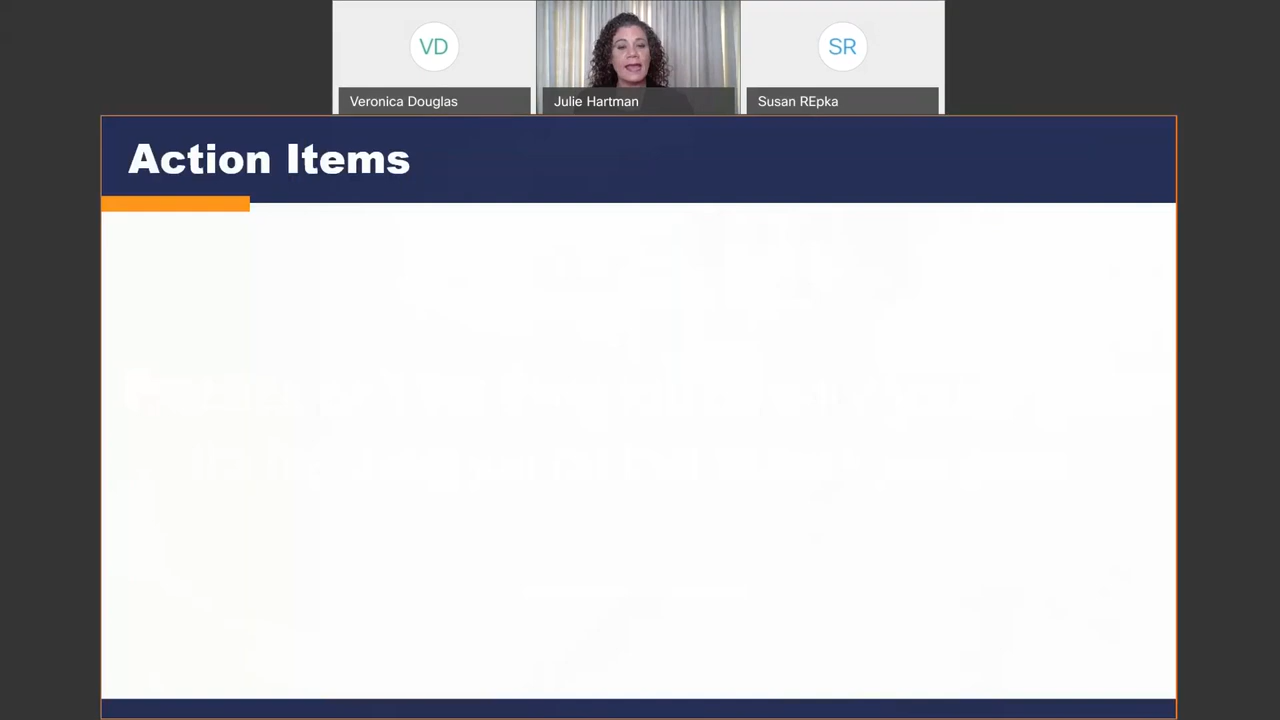 VD
SR
Veronica Douglas
Julie Hartman
Susan REpka
Action Items